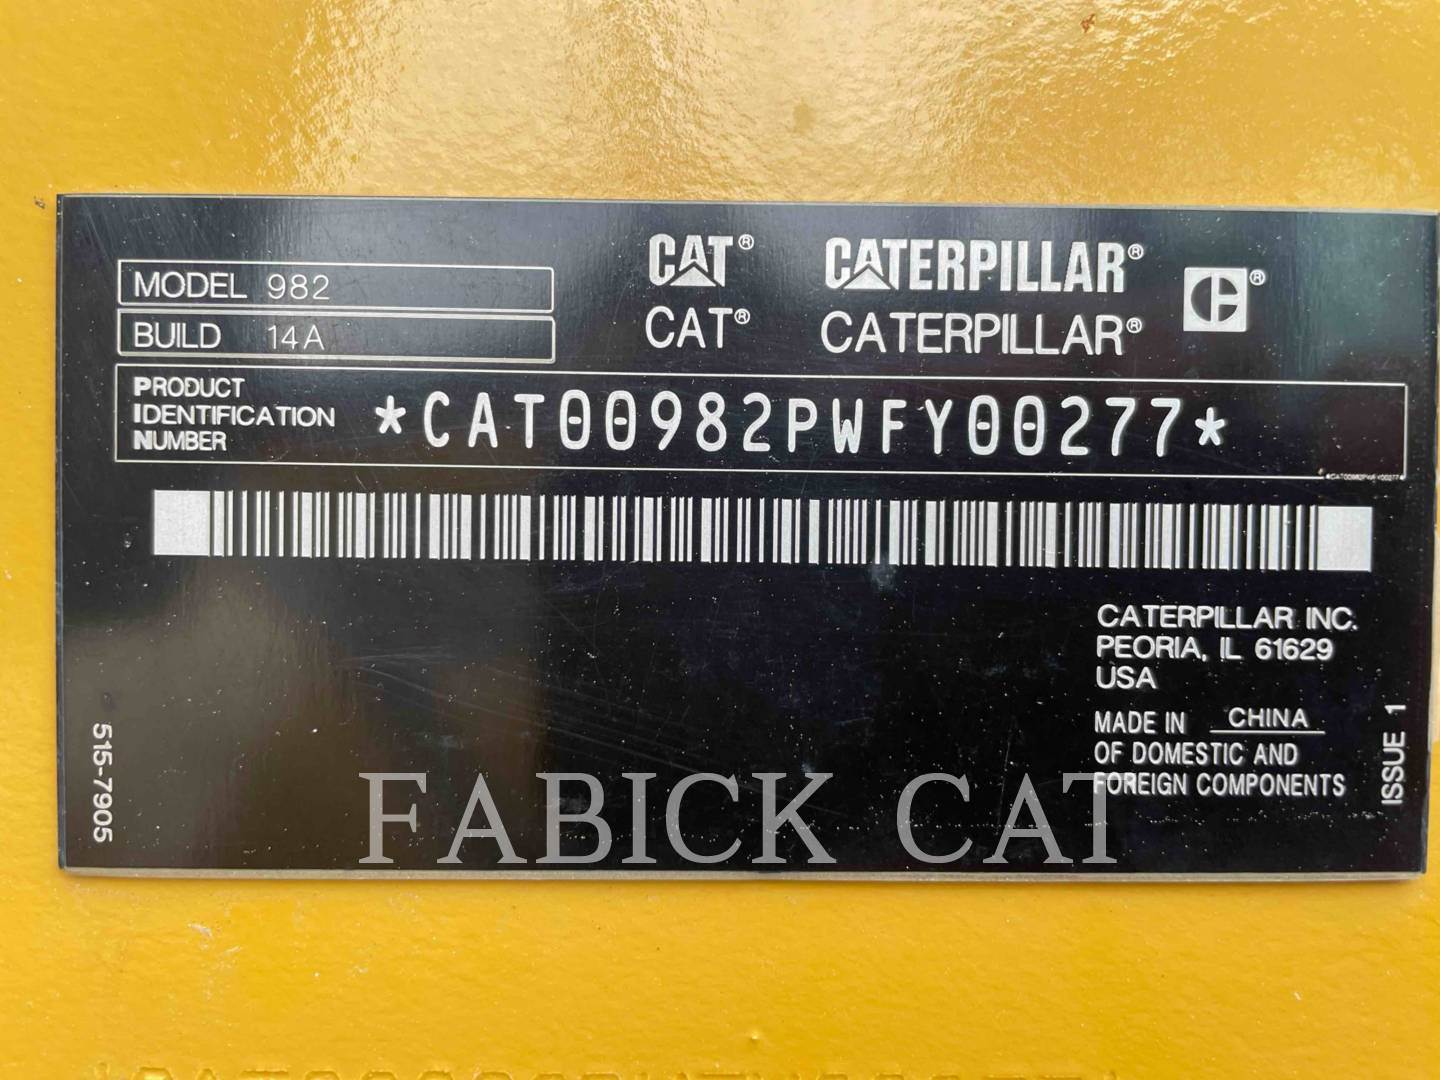 MODEL 982
BUILD 14A
CAT® CATERPILLAR® C®
CAT® CATERPILLAR®
PRODUCT
IDENTIFICATION
NUMBER
*CAT00982PWFY00277*
*CAT00982PWFY00277*
CATERPILLAR INC.
PEORIA, IL 61629
USA
MADE IN CHINA
OF DOMESTIC AND
FOREIGN COMPONENTS
515-7905
ISSUE 1
FABICK CAT